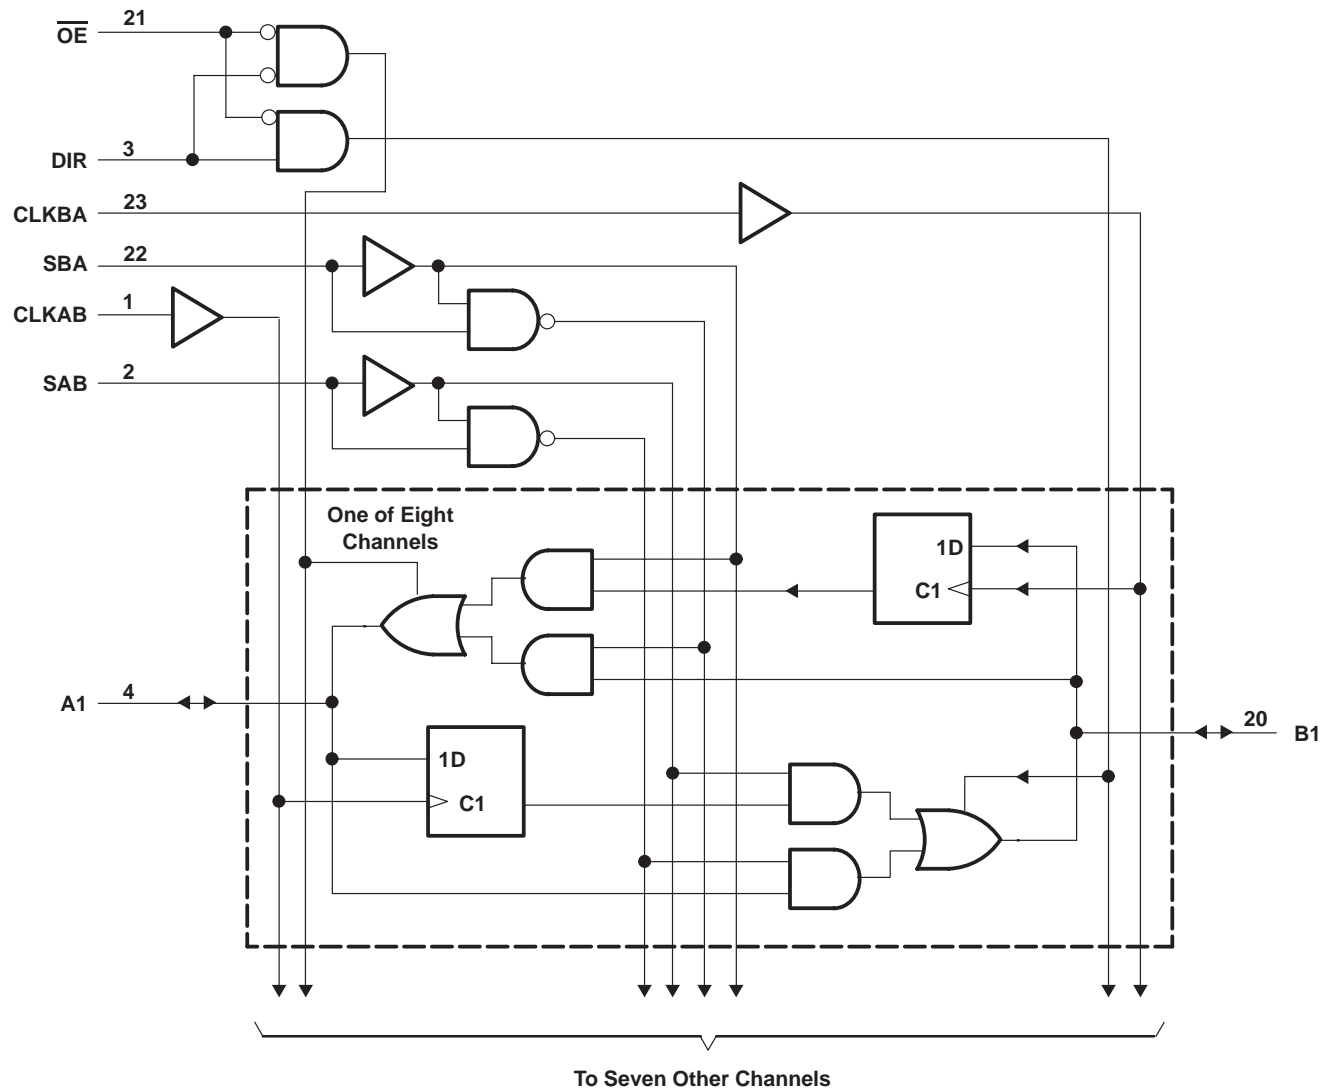 OE 21
DIR 3
CLKBA 23
SBA 22
CLKAB 1
SAB 2
One of Eight
Channels
1D
C1
A1 4
20 B1
1D
C1
To Seven Other Channels